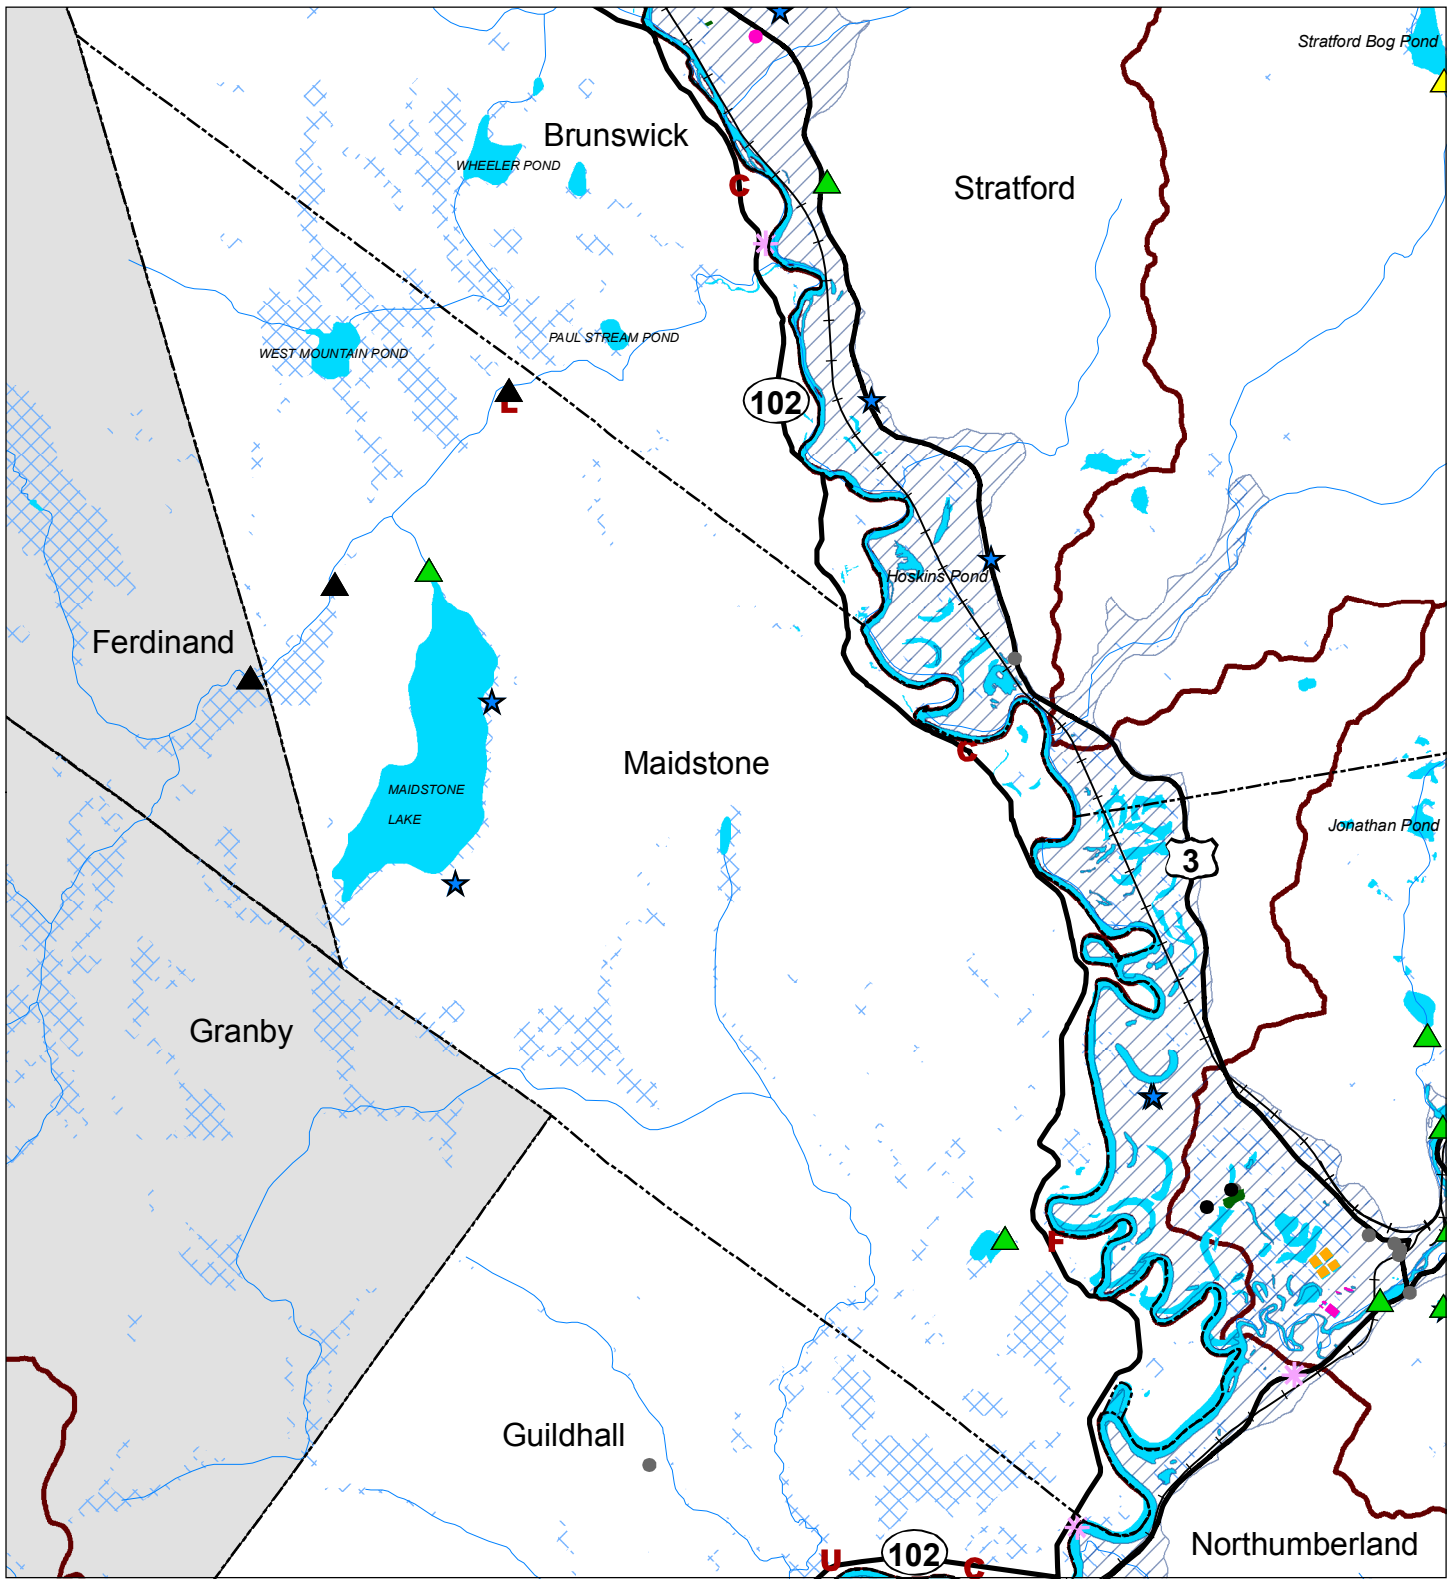 Stratford Bog Pond
Brunswick
WHEELER POND
C
Stratford
WEST MOUNTAIN POND
PAUL STREAM POND
102
L
Hoskins Pond
Ferdinand
Maidstone
C
MAIDSTONE
LAKE
Jonathan Pond
3
Granby
F
Guildhall
Northumberland
U
102
C